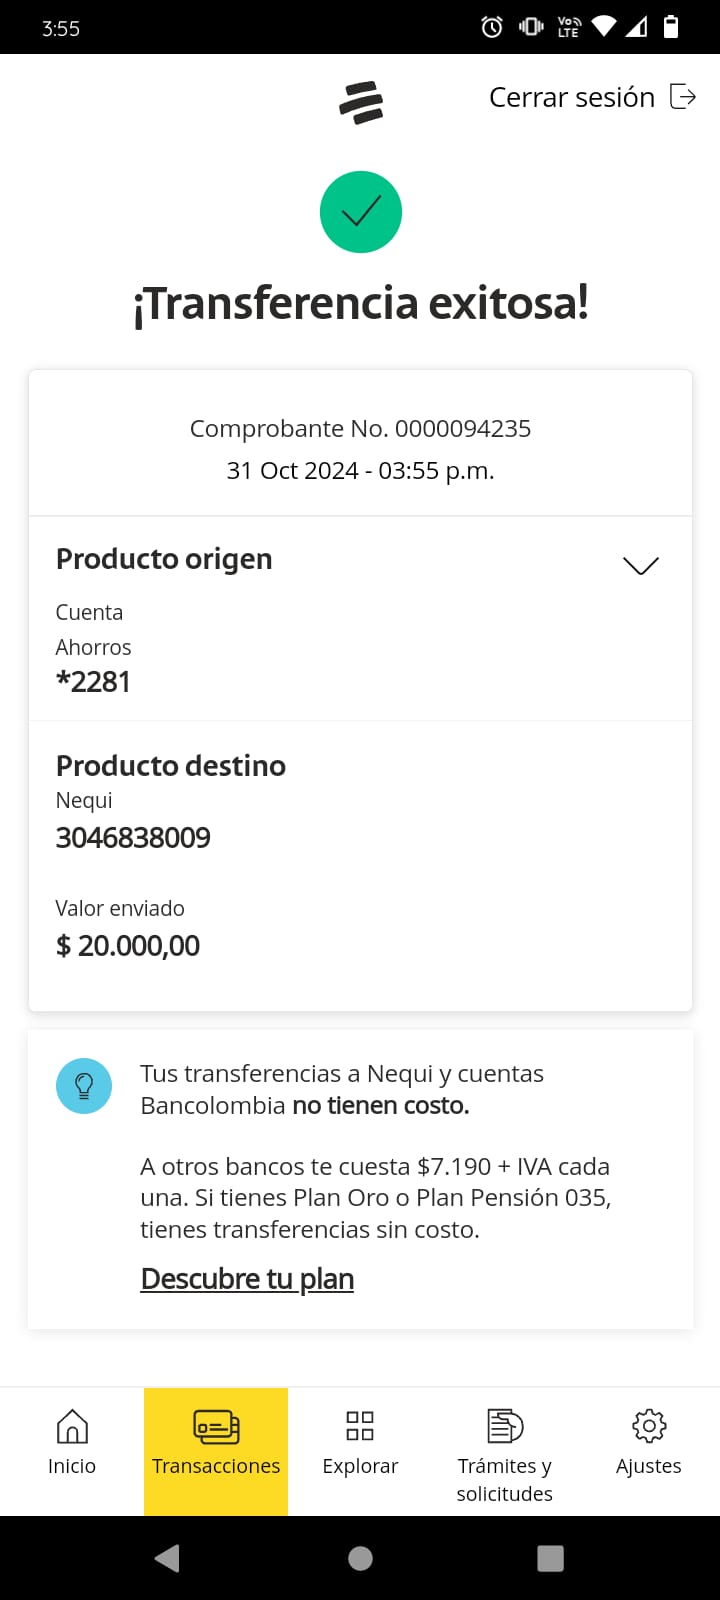 3:55
Vo
LTE
Cerrar sesión
¡Transferencia exitosa!
Comprobante No. 0000094235
31 Oct 2024 - 03:55 p.m.
Producto origen
Cuenta
Ahorros
*2281
Producto destino
Nequi
3046838009
Valor enviado
$ 20.000,00
Tus transferencias a Nequi y cuentas
Bancolombia no tienen costo.
A otros bancos te cuesta $7.190 + IVA cada
una. Si tienes Plan Oro o Plan Pensión 035,
tienes transferencias sin costo.
Descubre tu plan
Inicio
Transacciones
Explorar
Trámites y
solicitudes
Ajustes